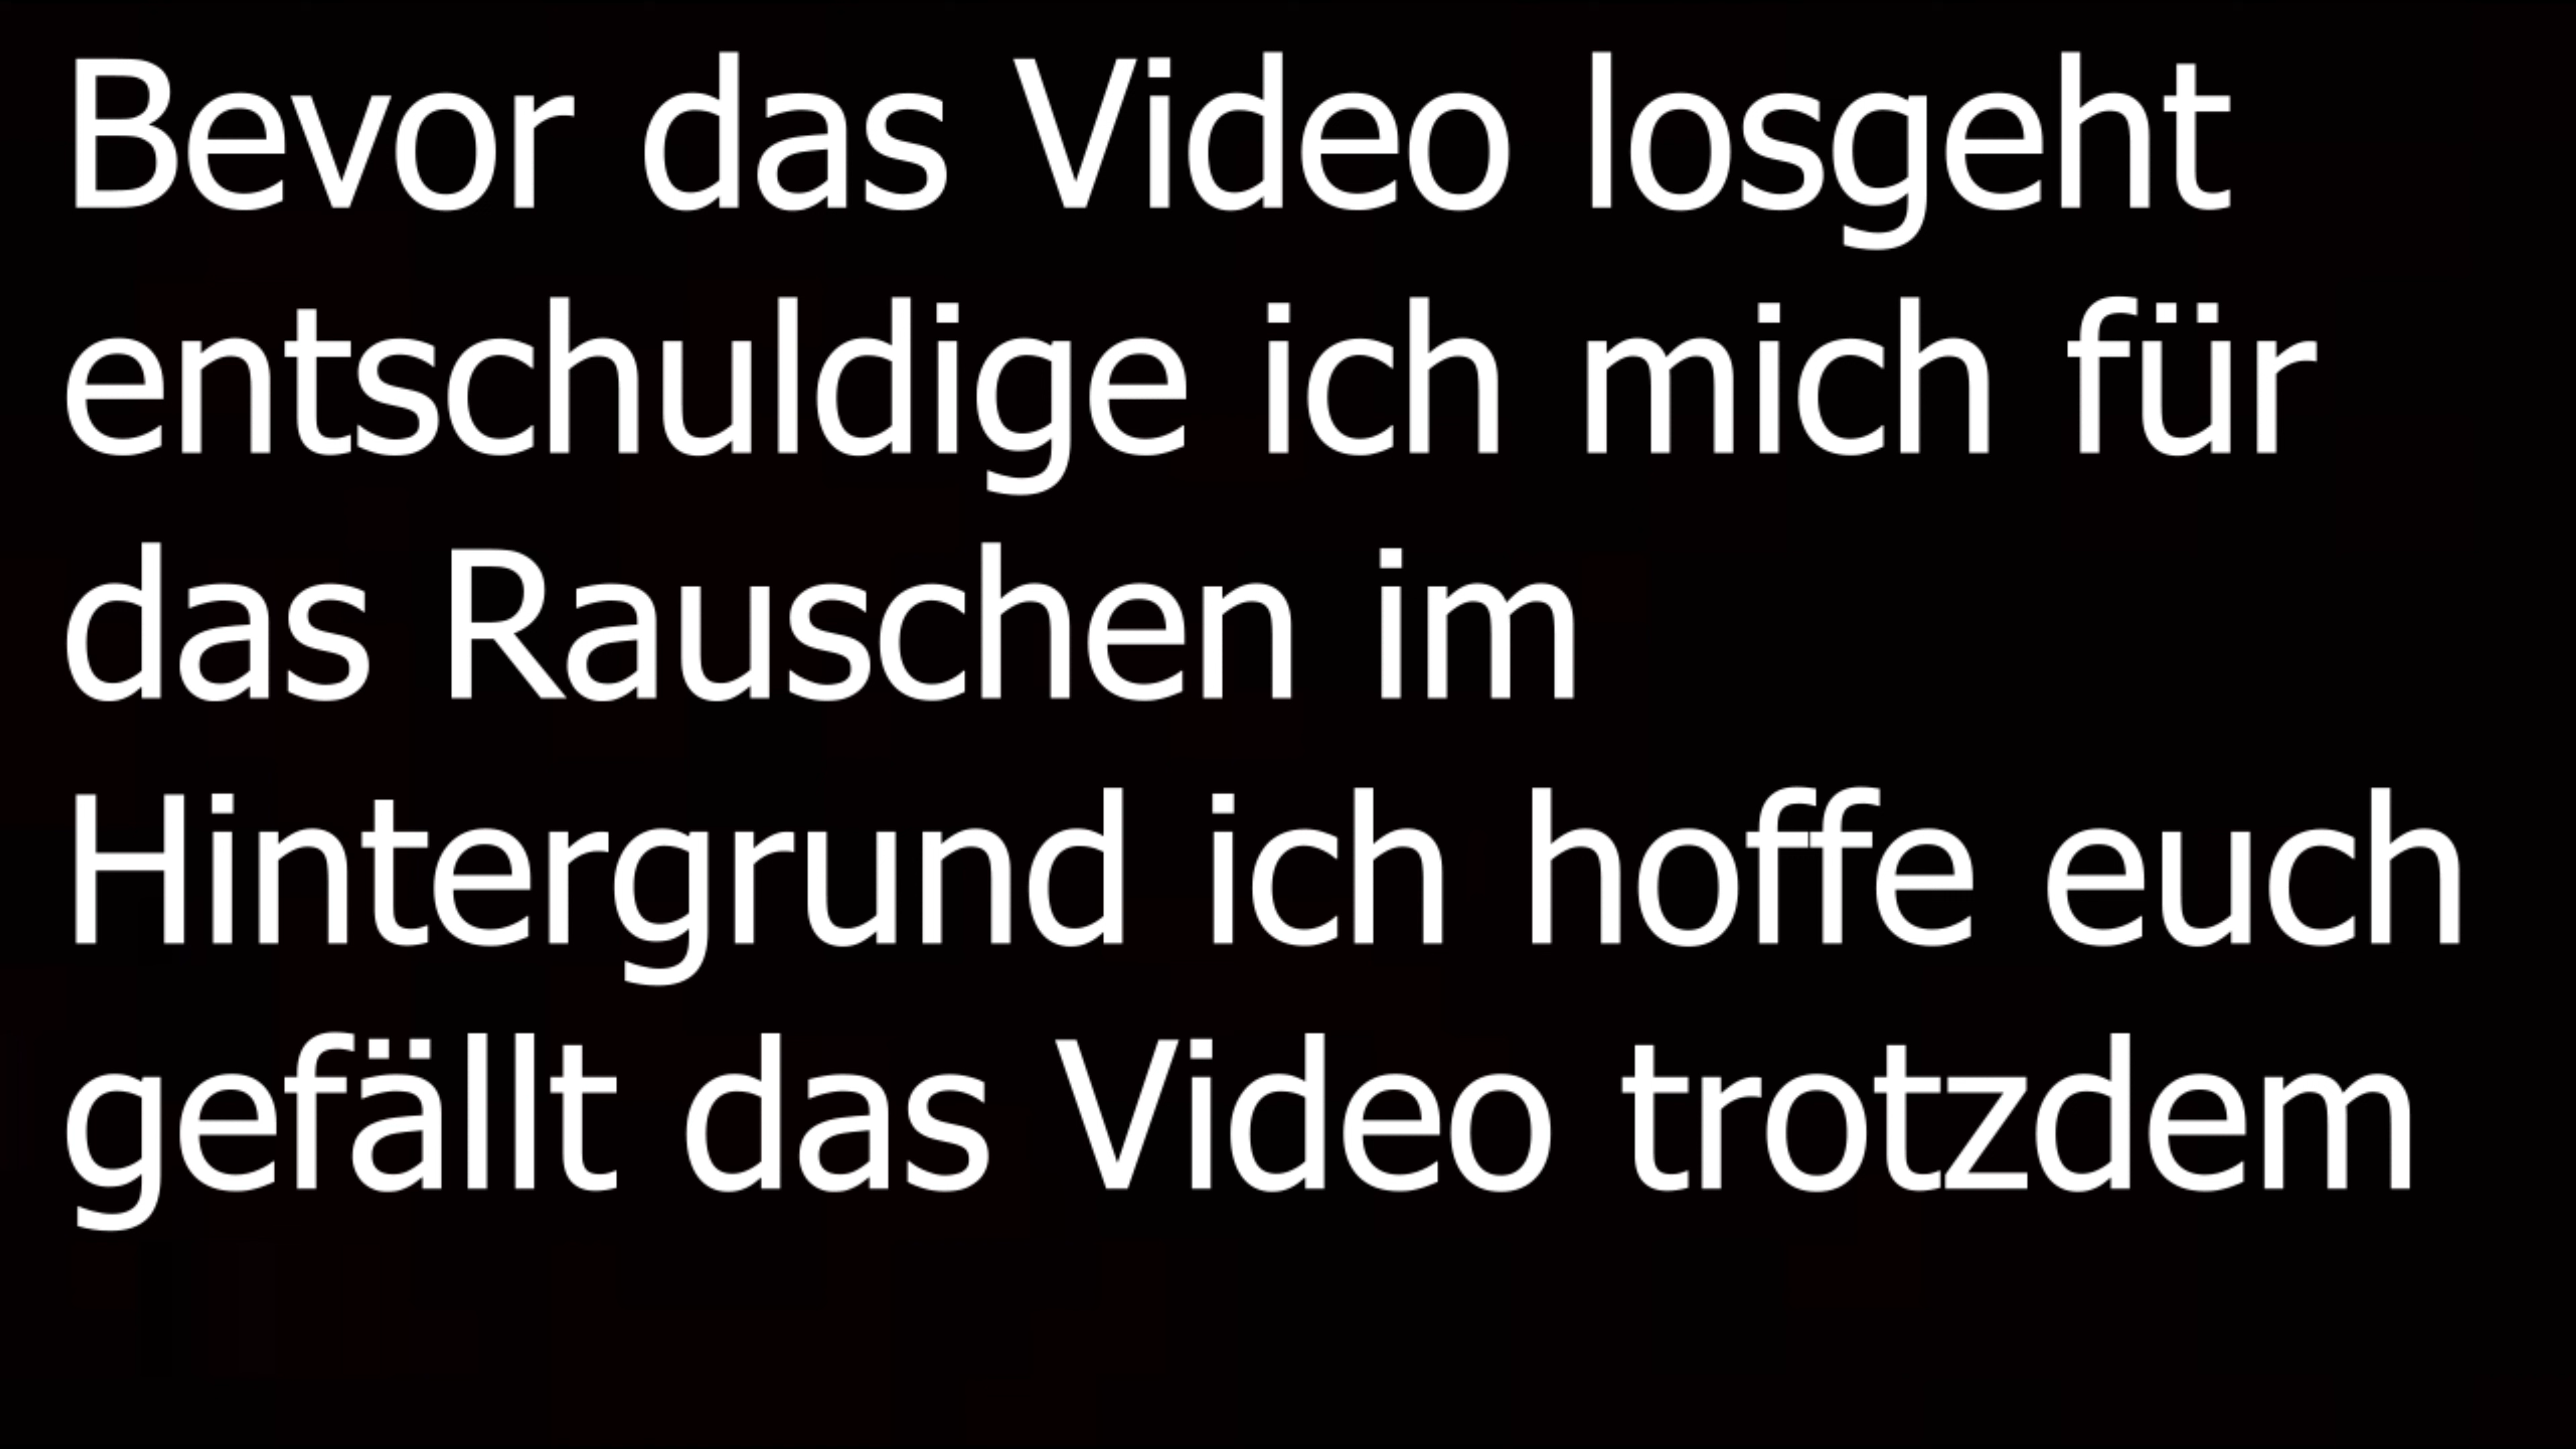 Bevor das Video losgeht
entschuldige ich mich für
das Rauschen im
Hintergrund ich hoffe euch
gefällt das Video trotzdem